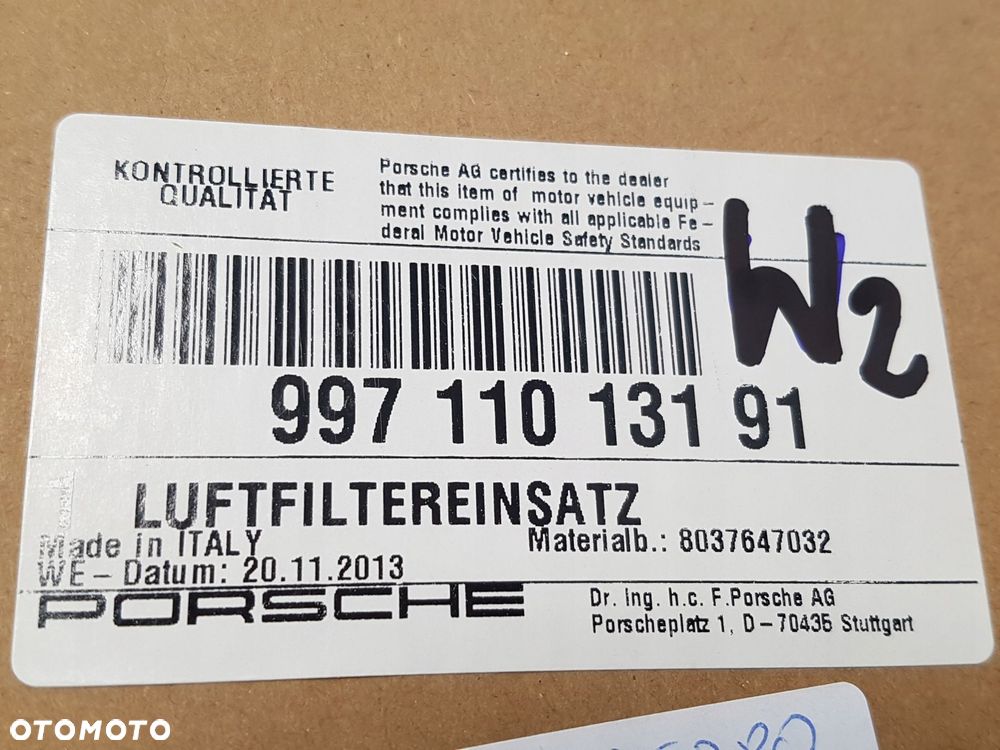 KONTROLLIERTE
QUALITÄT
Porsche AG certifies to the dealer
that this item of motor vehicle equip-
ment complies with all applicable Fe-
deral Motor Vehicle Safety Standards
W2
997 110 131 91
LUFTFILTEREINSATZ
Made in ITALY
Materialb.: 8037647032
WE-Datum: 20.11.2013
PORSCHE
Dr. Ing. h.c. F.Porsche AG
Porscheplatz 1, D-70435 Stuttgart
OTOMOTO